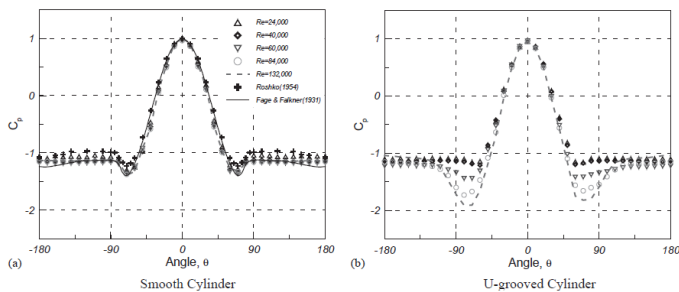 1
0
-1
-2
Cp
-180
-90
0
90
180
Angle, θ
Re=24,000
Re=40,000
Re=60,000
Re=84,000
Re=132,000
Roshko(1954)
Fage & Falkner(1931)
(a)
Smooth Cylinder
1
0
-1
-2
Cp
-180
-90
0
90
180
Angle, θ
(b)
U-grooved Cylinder